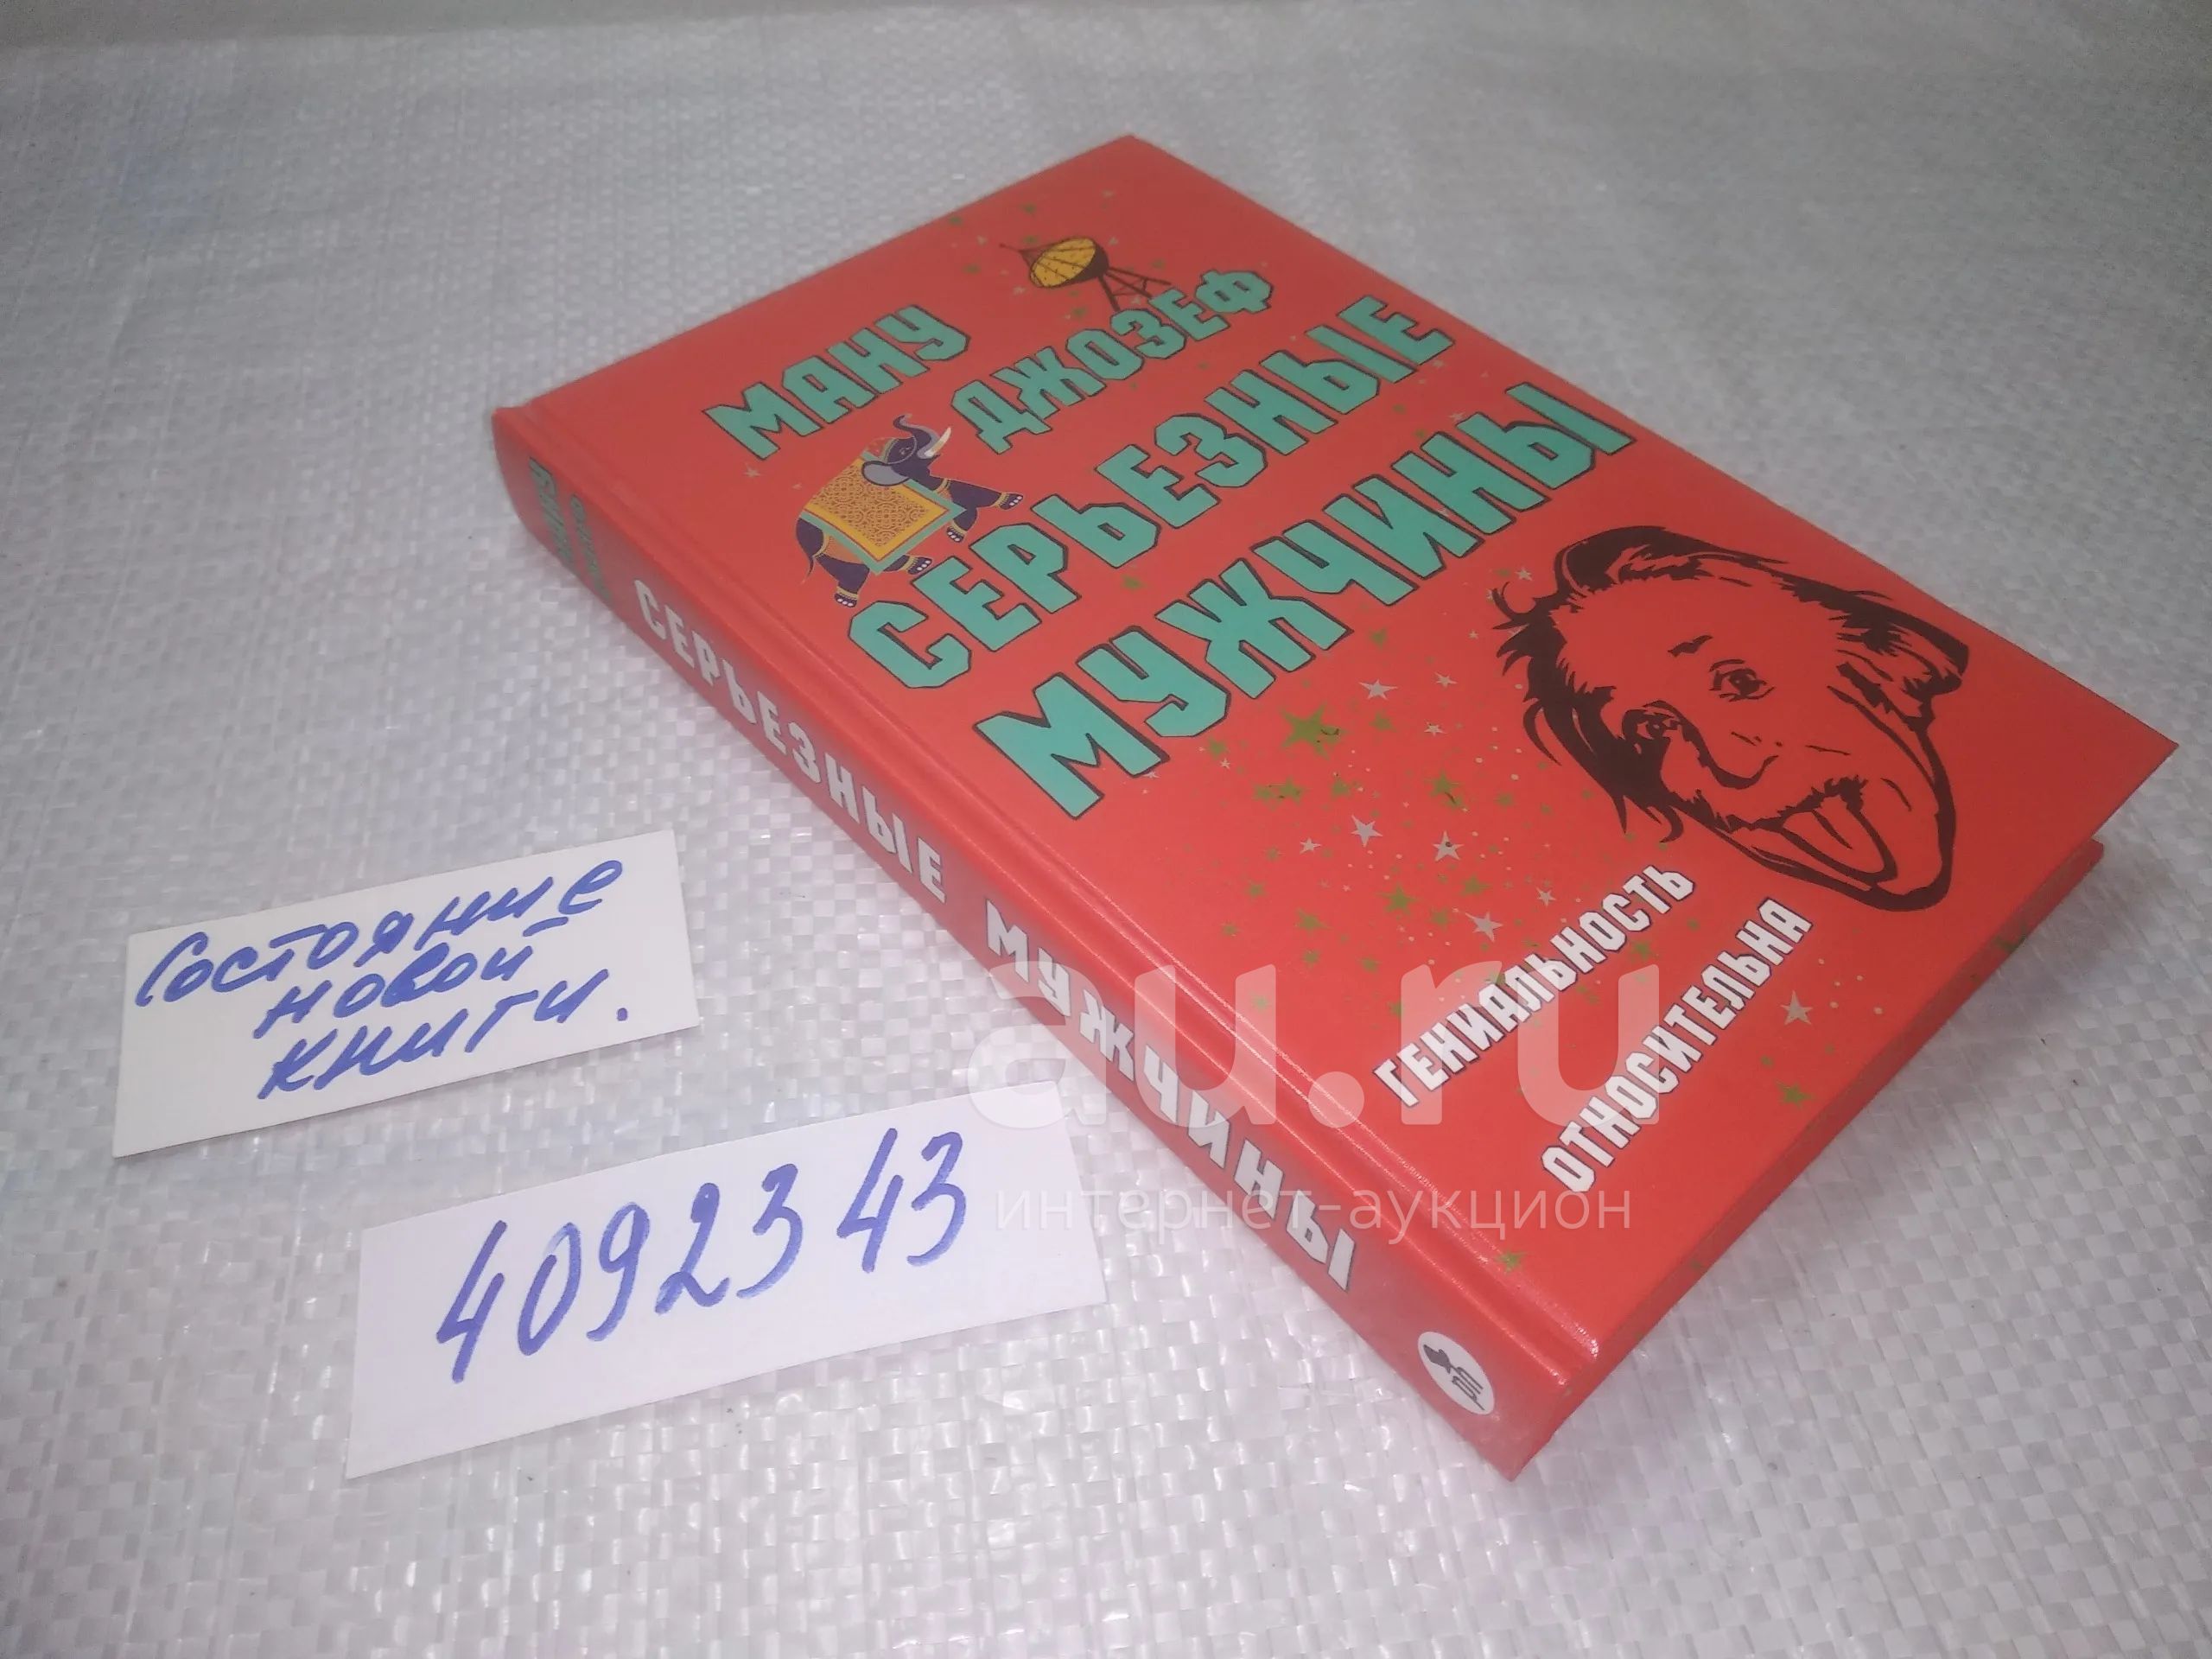 МАНУ
ДЖОЗЕФ
СЕРЬЕЗНЫЕ
МУЖЧИНЫ
ГЕНИАЛЬНОСТЬ
ОТНОСИТЕЛЬНА
СЕРЬЕЗНЫЕ МУЖЧИНЫ
Состояние
новой
книги.
4092343
au.ru
интернет-аукцион